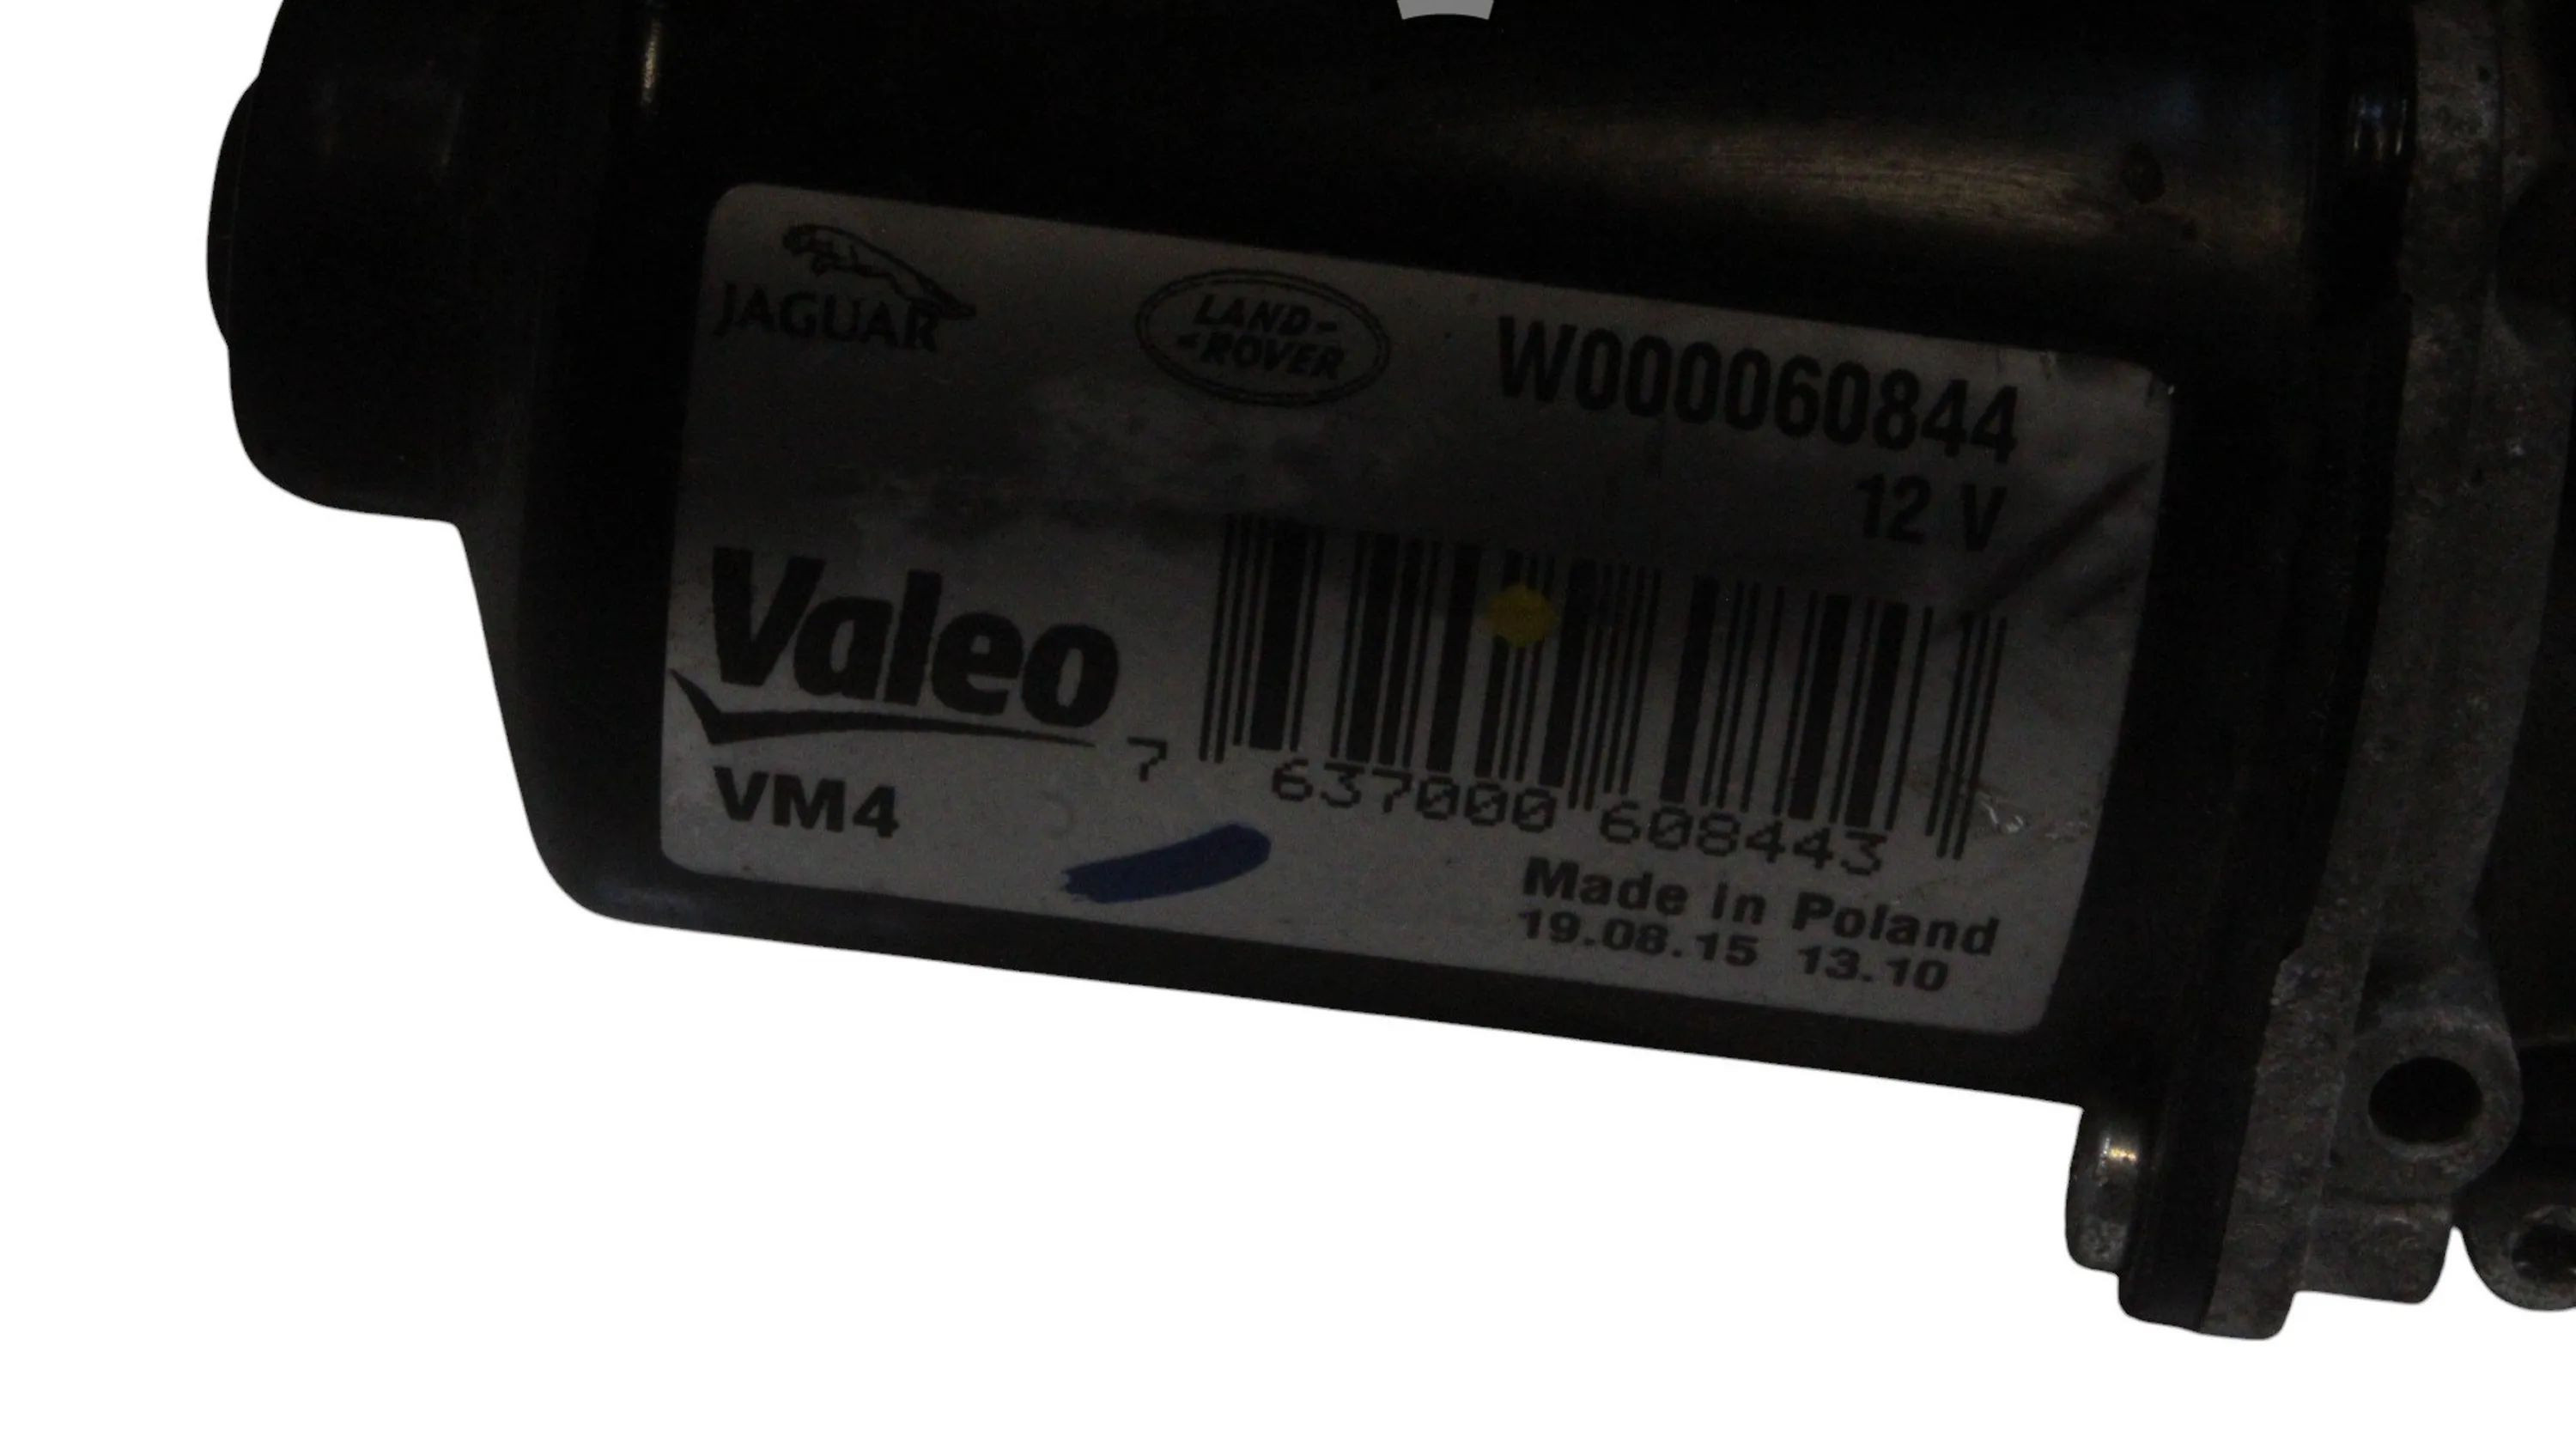 JAGUAR
LAND-
-ROVER
W000060844
12 V
Valeo
7 637000 608443
VM4
Made in Poland
19.08.15 13.10